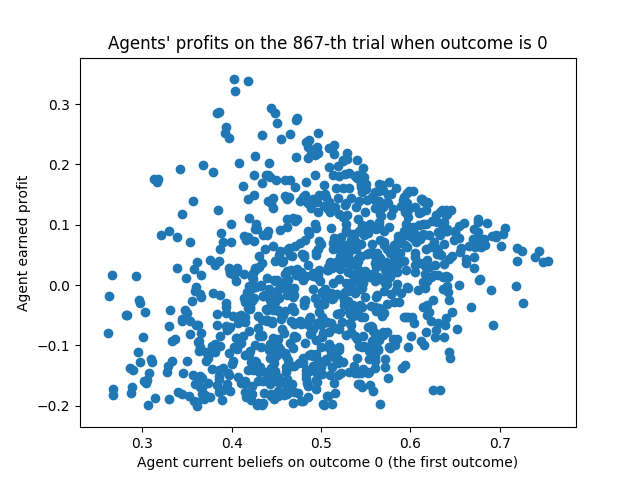 Agents' profits on the 867-th trial when outcome is 0
0.3
0.2
0.1
0.0
−0.1
−0.2
Agent earned profit
0.3 0.4 0.5 0.6 0.7
Agent current beliefs on outcome 0 (the first outcome)